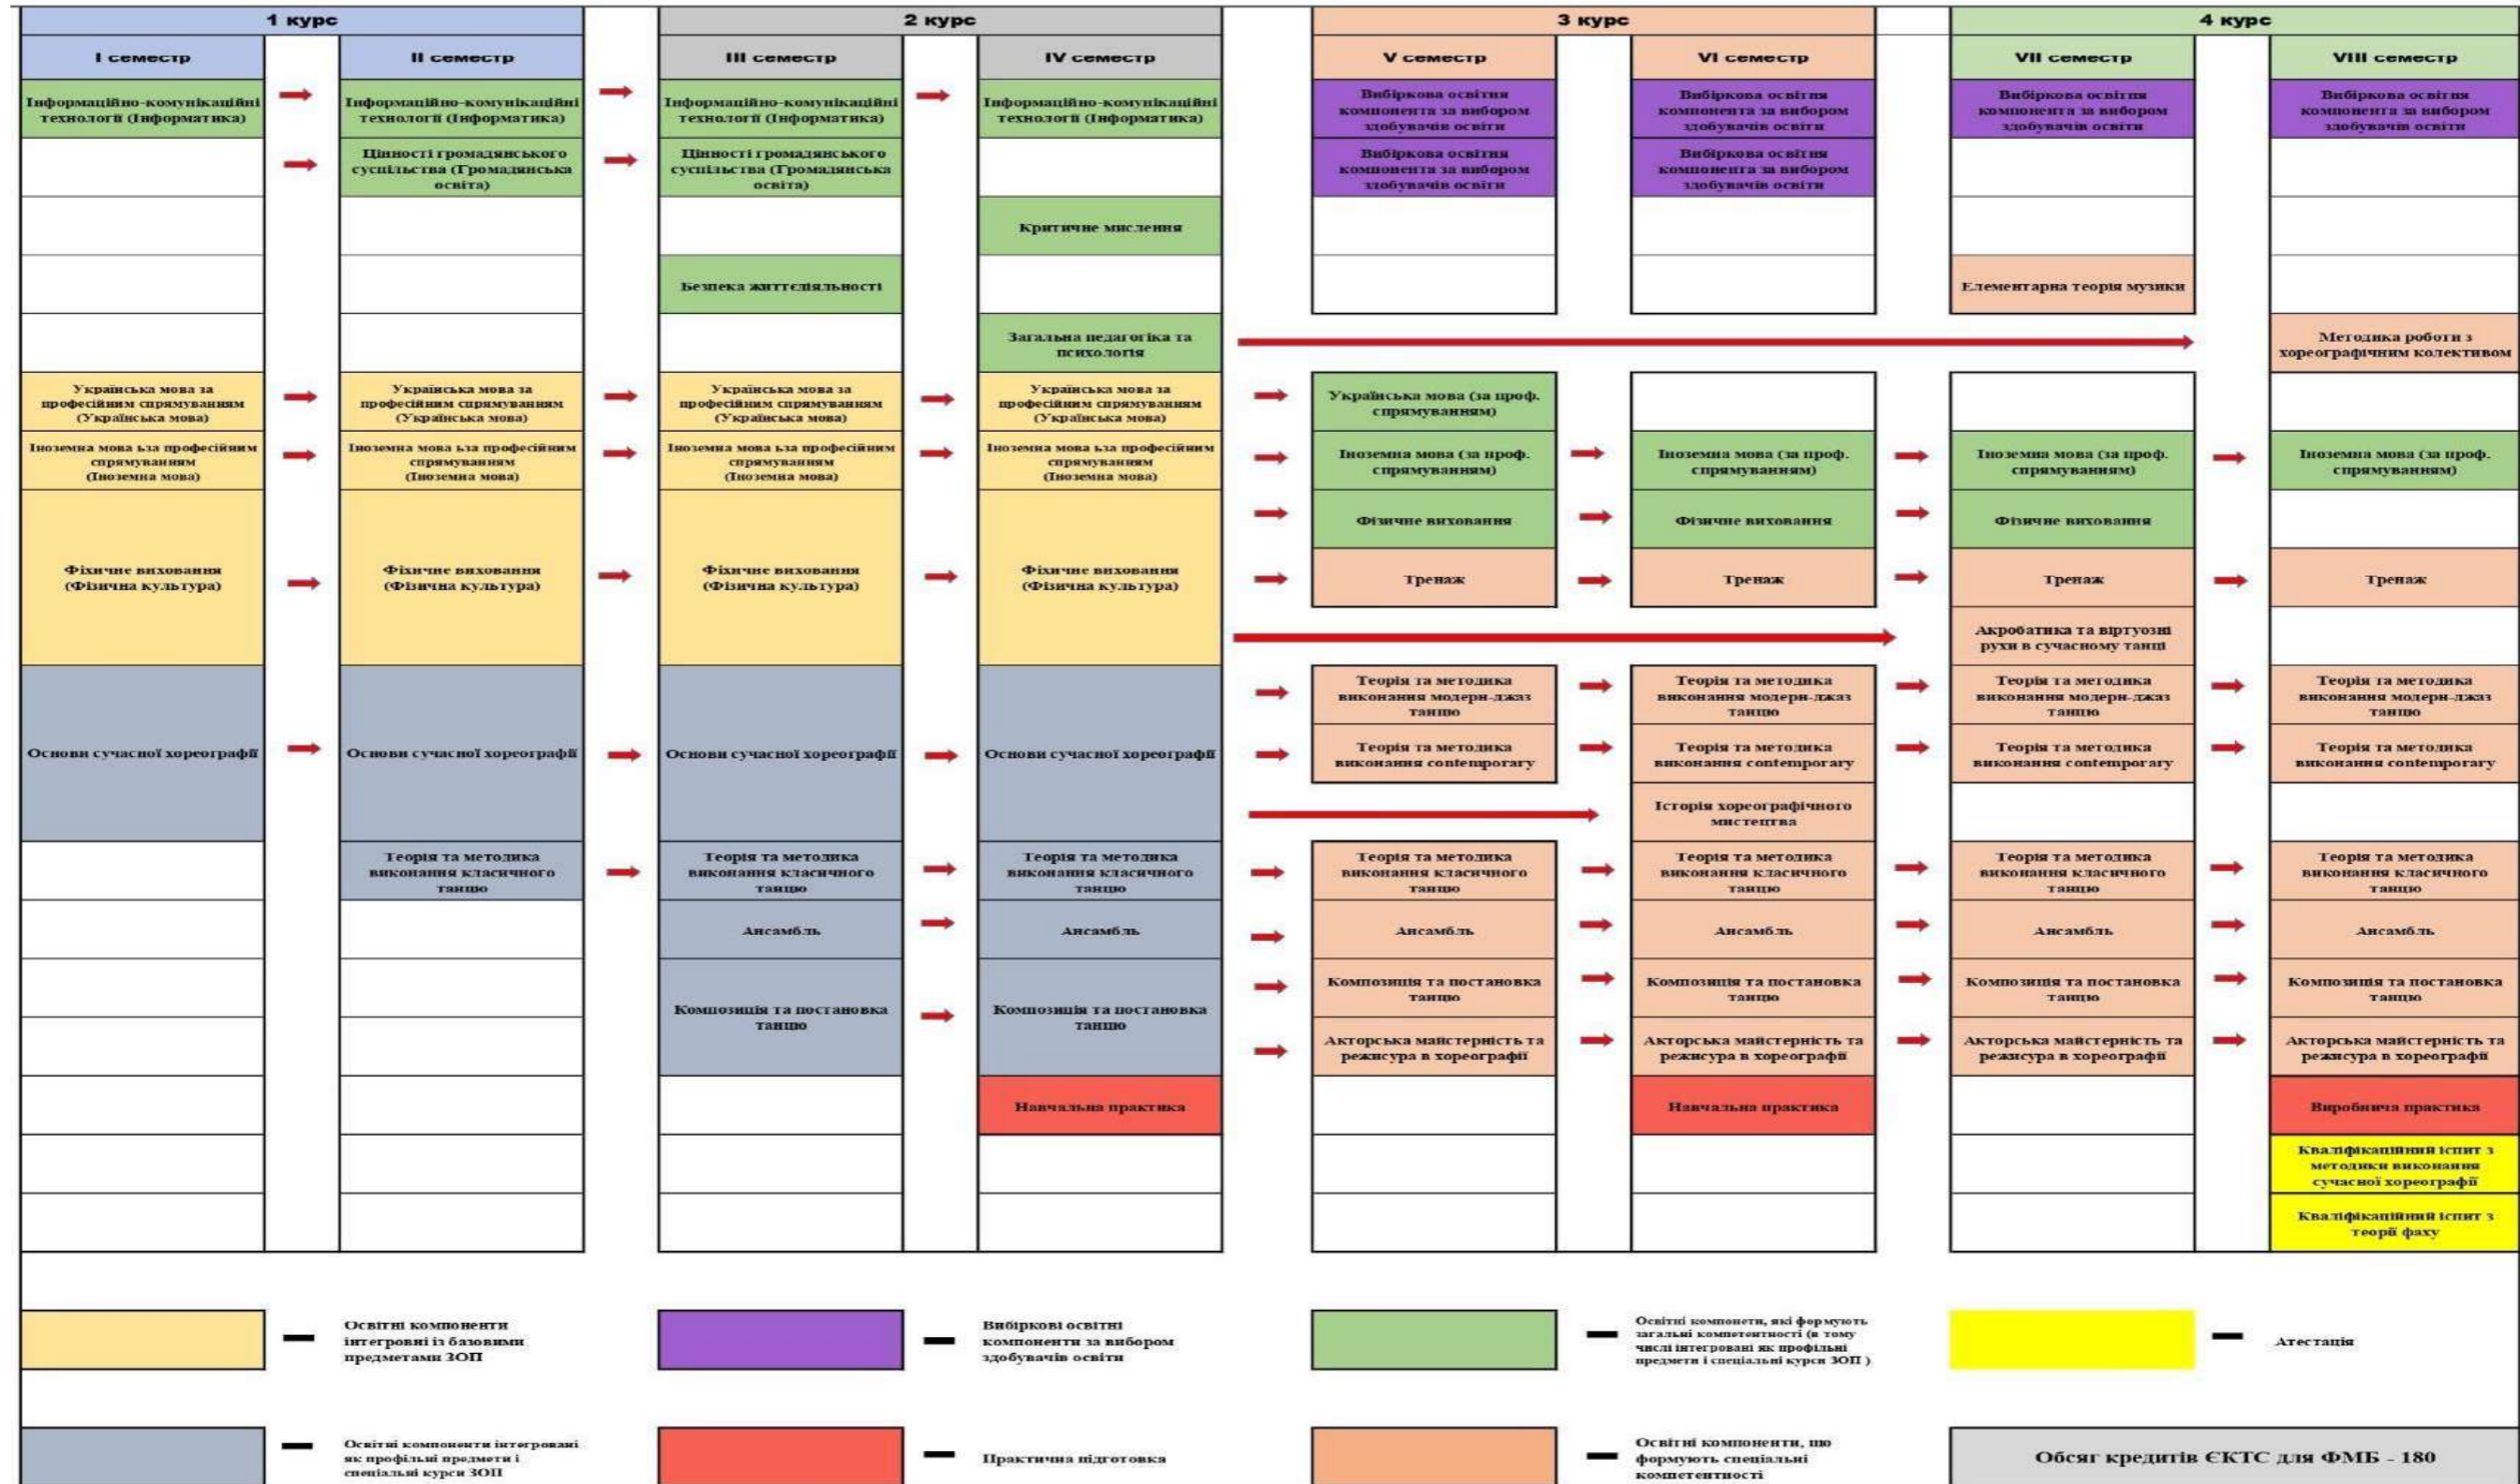 1 курс
2 курс
3 курс
4 курс
I семестр
II семестр
III семестр
IV семестр
V семестр
VI семестр
VII семестр
VIII семестр
Інформаційно-комунікаційні
технології (Інформатика)
Інформаційно-комунікаційні
технології (Інформатика)
Інформаційно-комунікаційні
технології (Інформатика)
Інформаційно-комунікаційні
технології (Інформатика)
Вибіркова освітня
компонента за вибором
здобувачів освіти
Вибіркова освітня
компонента за вибором
здобувачів освіти
Вибіркова освітня
компонента за вибором
здобувачів освіти
Вибіркова освітня
компонента за вибором
здобувачів освіти
Цінності громадянського
суспільства (Громадянська
освіта)
Цінності громадянського
суспільства (Громадянська
освіта)
Вибіркова освітня
компонента за вибором
здобувачів освіти
Вибіркова освітня
компонента за вибором
здобувачів освіти
Критичне мислення
Безпека життєдіяльності
Елементарна теорія музики
Загальна педагогіка та
психологія
Методика роботи з
хореографічним колективом
Українська мова за
професійним спрямуванням
(Українська мова)
Українська мова за
професійним спрямуванням
(Українська мова)
Українська мова за
професійним спрямуванням
(Українська мова)
Українська мова за
професійним спрямуванням
(Українська мова)
Українська мова (за проф.
спрямуванням)
Іноземна мова ьза професійним
спрямуванням
(Іноземна мова)
Іноземна мова ьза професійним
спрямуванням
(Іноземна мова)
Іноземна мова ьза професійним
спрямуванням
(Іноземна мова)
Іноземна мова ьза професійним
спрямуванням
(Іноземна мова)
Іноземна мова (за проф.
спрямуванням)
Іноземна мова (за проф.
спрямуванням)
Іноземна мова (за проф.
спрямуванням)
Іноземна мова (за проф.
спрямуванням)
Фіхичне виховання
(Фізична культура)
Фіхичне виховання
(Фізична культура)
Фіхичне виховання
(Фізична культура)
Фіхичне виховання
(Фізична культура)
Фізичне виховання
Фізичне виховання
Фізичне виховання
Тренаж
Тренаж
Тренаж
Тренаж
Акробатика та віртуозні
рухи в сучасному танці
Основи сучасної хореографії
Основи сучасної хореографії
Основи сучасної хореографії
Основи сучасної хореографії
Теорія та методика
виконання модерн-джаз
танцю
Теорія та методика
виконання модерн-джаз
танцю
Теорія та методика
виконання модерн-джаз
танцю
Теорія та методика
виконання модерн-джаз
танцю
Теорія та методика
виконання contemporary
Теорія та методика
виконання contemporary
Теорія та методика
виконання contemporary
Теорія та методика
виконання contemporary
Історія хореографічного
мистецтва
Теорія та методика
виконання класичного
танцю
Теорія та методика
виконання класичного
танцю
Теорія та методика
виконання класичного
танцю
Теорія та методика
виконання класичного
танцю
Теорія та методика
виконання класичного
танцю
Теорія та методика
виконання класичного
танцю
Теорія та методика
виконання класичного
танцю
Ансамбль
Ансамбль
Ансамбль
Ансамбль
Ансамбль
Ансамбль
Композиція та постановка
танцю
Композиція та постановка
танцю
Композиція та постановка
танцю
Композиція та постановка
танцю
Композиція та постановка
танцю
Композиція та постановка
танцю
Акторська майстерність та
режисура в хореографії
Акторська майстерність та
режисура в хореографії
Акторська майстерність та
режисура в хореографії
Акторська майстерність та
режисура в хореографії
Навчальна практика
Навчальна практика
Виробнича практика
Кваліфікаційний іспит з
методики виконання
сучасної хореографії
Кваліфікаційний іспит з
теорії фаху
Освітні компоненти
інтегровні із базовими
предметами ЗОП
Вибіркові освітні
компоненти за вибором
здобувачів освіти
Освітні компонети, які формують
загальні компетентності (в тому
числі інтегровані як профільні
предмети і спеціальні курси ЗОП )
Атестація
Освітні компоненти інтегровані
як профільні предмети і
спеціальні курси ЗОП
Практична підготовка
Освітні компоненти, що
формують спеціальні
компетентності
Обсяг кредитів ЄКТС для ФМБ - 180